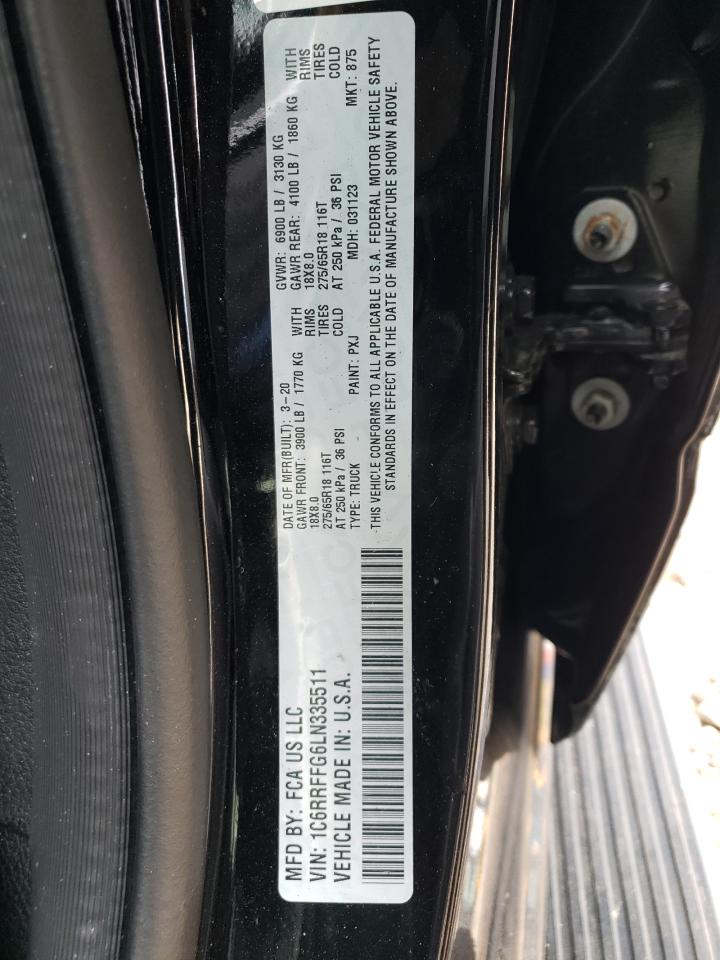 MFD BY: FCA US LLC
VIN: 1C6RRFFG6LN335511
VEHICLE MADE IN: U.S.A.
DATE OF MFR(BUILT): 3-20
GAWR FRONT: 3900 LB / 1770 KG WITH
18X8.0 RIMS
275/65R18 116T TIRES
AT 250 kPa / 36 PSI COLD
TYPE: TRUCK PAINT: PXJ
GVWR: 6900 LB / 3130 KG
GAWR REAR: 4100 LB / 1860 KG WITH
18X8.0 RIMS
275/65R18 116T TIRES
AT 250 kPa / 36 PSI COLD
MDH: 031123 MKT: 875
THIS VEHICLE CONFORMS TO ALL APPLICABLE U.S.A. FEDERAL MOTOR VEHICLE SAFETY
STANDARDS IN EFFECT ON THE DATE OF MANUFACTURE SHOWN ABOVE.